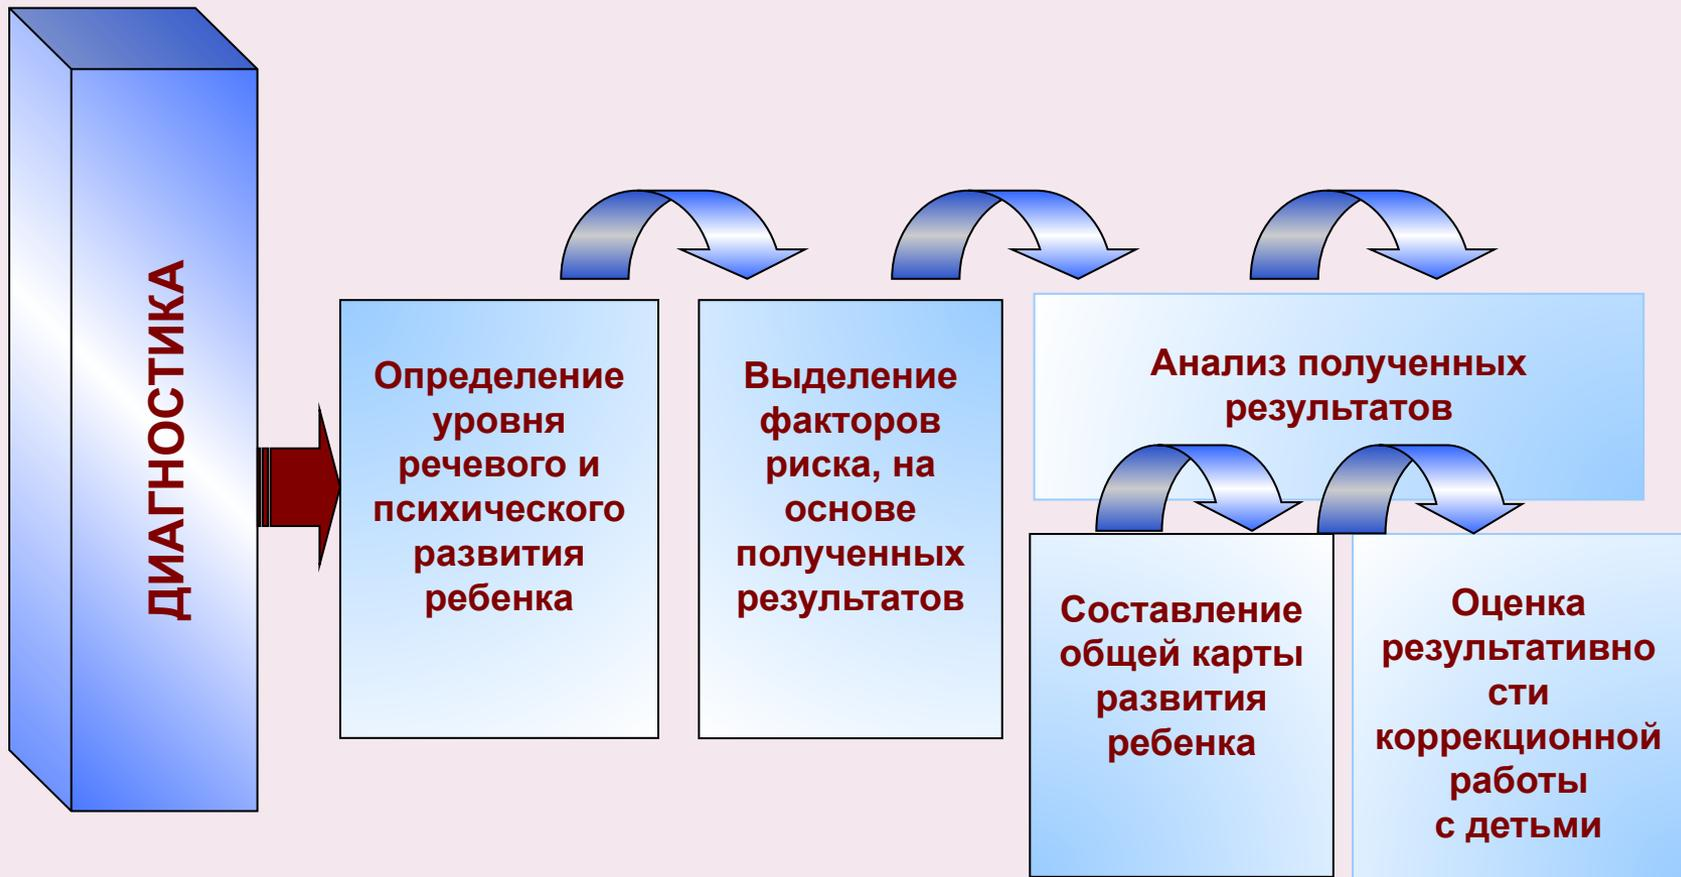 ДИАГНОСТИКА
Определение
уровня
речевого и
психического
развития
ребенка
Выделение
факторов
риска, на
основе
полученных
результатов
Анализ полученных
результатов
Составление
общей карты
развития
ребенка
Оценка
результативно
сти
коррекционной
работы
с детьми